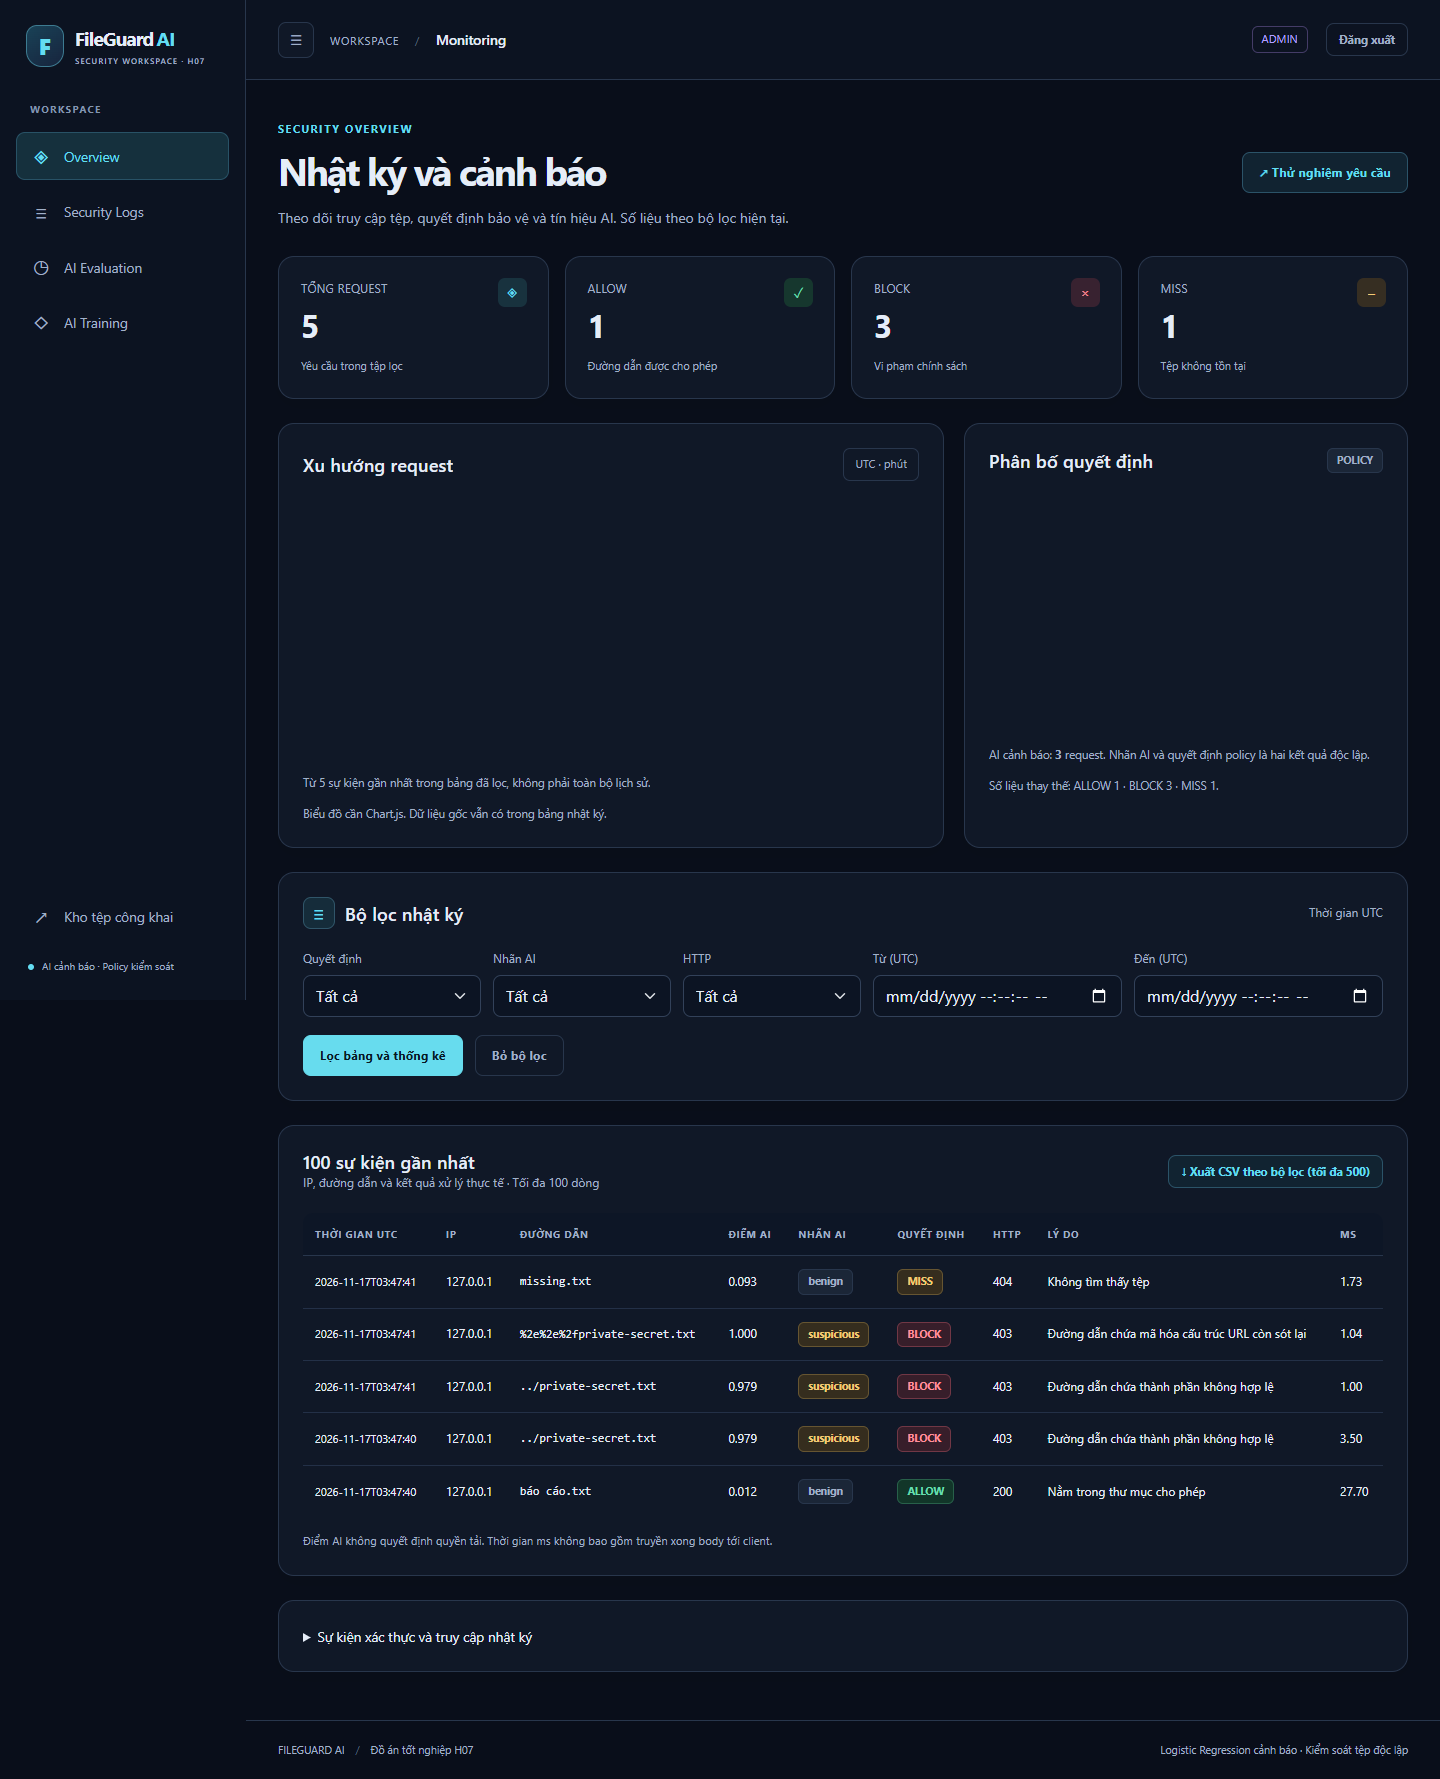 F
FileGuard AI
SECURITY WORKSPACE · H07
WORKSPACE
Overview
Security Logs
AI Evaluation
AI Training
Kho tệp công khai
AI cảnh báo · Policy kiểm soát
WORKSPACE / Monitoring
ADMIN
Đăng xuất
SECURITY OVERVIEW
Nhật ký và cảnh báo
Theo dõi truy cập tệp, quyết định bảo vệ và tín hiệu AI. Số liệu theo bộ lọc hiện tại.
↗ Thử nghiệm yêu cầu
TỔNG REQUEST
5
Yêu cầu trong tập lọc
ALLOW
1
Đường dẫn được cho phép
BLOCK
3
Vi phạm chính sách
MISS
1
Tệp không tồn tại
Xu hướng request
UTC · phút
Từ 5 sự kiện gần nhất trong bảng đã lọc, không phải toàn bộ lịch sử.
Biểu đồ cần Chart.js. Dữ liệu gốc vẫn có trong bảng nhật ký.
Phân bố quyết định
POLICY
AI cảnh báo: 3 request. Nhãn AI và quyết định policy là hai kết quả độc lập.
Số liệu thay thế: ALLOW 1 · BLOCK 3 · MISS 1.
Bộ lọc nhật ký
Thời gian UTC
Quyết định Nhãn AI HTTP Từ (UTC) Đến (UTC)
Tất cả Tất cả Tất cả mm/dd/yyyy --:--:-- -- mm/dd/yyyy --:--:-- --
Lọc bảng và thống kê
Bỏ bộ lọc
100 sự kiện gần nhất
IP, đường dẫn và kết quả xử lý thực tế · Tối đa 100 dòng
↓ Xuất CSV theo bộ lọc (tối đa 500)
THỜI GIAN UTC IP ĐƯỜNG DẪN ĐIỂM AI NHÃN AI QUYẾT ĐỊNH HTTP LÝ DO MS
2026-11-17T03:47:41 127.0.0.1 missing.txt 0.093 benign MISS 404 Không tìm thấy tệp 1.73
2026-11-17T03:47:41 127.0.0.1 %2e%2e%2fprivate-secret.txt 1.000 suspicious BLOCK 403 Đường dẫn chứa mã hóa cấu trúc URL còn sót lại 1.04
2026-11-17T03:47:41 127.0.0.1 ../private-secret.txt 0.979 suspicious BLOCK 403 Đường dẫn chứa thành phần không hợp lệ 1.00
2026-11-17T03:47:40 127.0.0.1 ../private-secret.txt 0.979 suspicious BLOCK 403 Đường dẫn chứa thành phần không hợp lệ 3.50
2026-11-17T03:47:40 127.0.0.1 báo cáo.txt 0.012 benign ALLOW 200 Nằm trong thư mục cho phép 27.70
Điểm AI không quyết định quyền tải. Thời gian ms không bao gồm truyền xong body tới client.
Sự kiện xác thực và truy cập nhật ký
FILEGUARD AI / Đồ án tốt nghiệp H07
Logistic Regression cảnh báo · Kiểm soát tệp độc lập